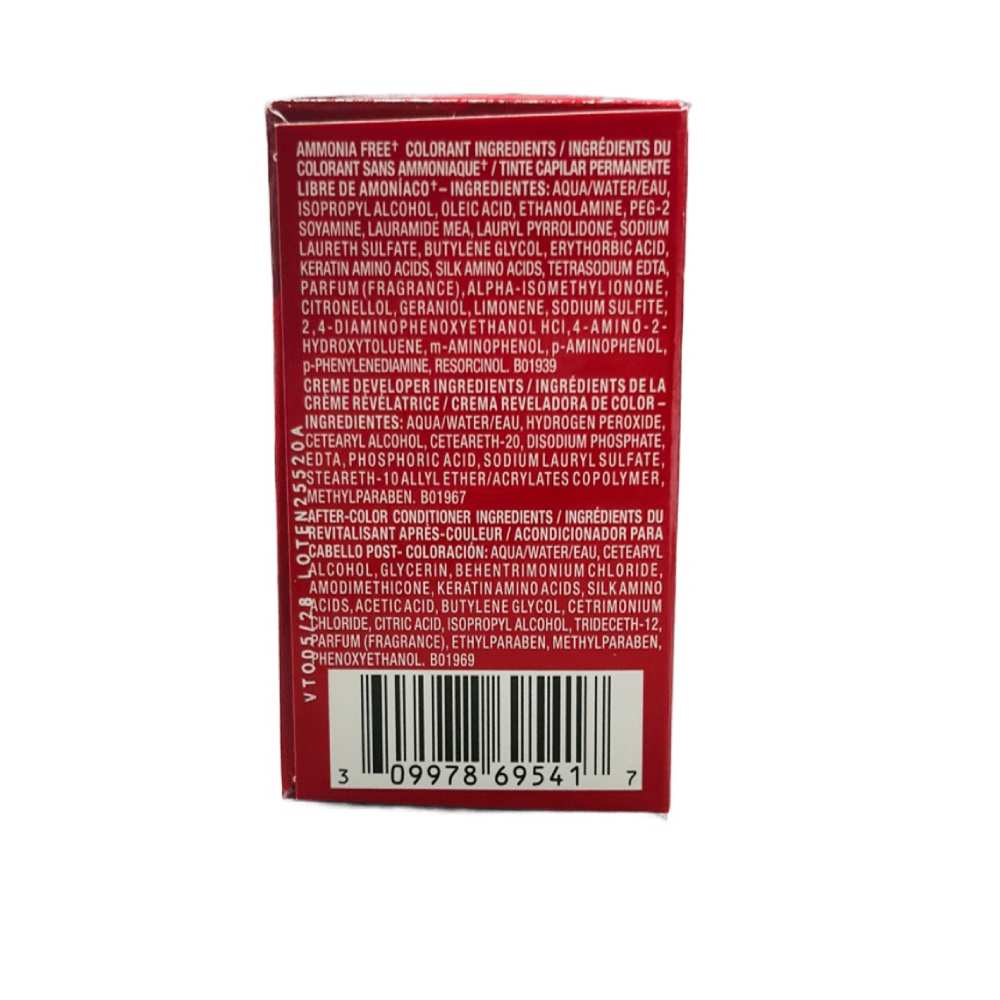 AMMONIA FREE† COLORANT INGREDIENTS / INGRÉDIENTS DU
COLORANT SANS AMMONIAQUE† / TINTE CAPILAR PERMANENTE
LIBRE DE AMONÍACO† – INGREDIENTES: AQUA/WATER/EAU,
ISOPROPYL ALCOHOL, OLEIC ACID, ETHANOLAMINE, PEG-2
SOYAMINE, LAURAMIDE MEA, LAURYL PYRROLIDONE, SODIUM
LAURETH SULFATE, BUTYLENE GLYCOL, ERYTHORBIC ACID,
KERATIN AMINO ACIDS, SILK AMINO ACIDS, TETRASODIUM EDTA,
PARFUM (FRAGRANCE), ALPHA-ISOMETHYL IONONE,
CITRONELLOL, GERANIOL, LIMONENE, SODIUM SULFITE,
2,4-DIAMINOPHENOXYETHANOL HCl, 4-AMINO-2-
HYDROXYTOLUENE, m-AMINOPHENOL, p-AMINOPHENOL,
p-PHENYLENEDIAMINE, RESORCINOL. B01939
CREME DEVELOPER INGREDIENTS / INGRÉDIENTS DE LA
CRÈME RÉVÉLATRICE / CREMA REVELADORA DE COLOR –
INGREDIENTES: AQUA/WATER/EAU, HYDROGEN PEROXIDE,
CETEARYL ALCOHOL, CETEARETH-20, DISODIUM PHOSPHATE,
EDTA, PHOSPHORIC ACID, SODIUM LAURYL SULFATE,
STEARETH-10 ALLYL ETHER/ACRYLATES COPOLYMER,
METHYLPARABEN. B01967
AFTER-COLOR CONDITIONER INGREDIENTS / INGRÉDIENTS DU
REVITALISANT APRÈS-COULEUR / ACONDICIONADOR PARA
CABELLO POST- COLORACIÓN: AQUA/WATER/EAU, CETEARYL
ALCOHOL, GLYCERIN, BEHENTRIMONIUM CHLORIDE,
AMODIMETHICONE, KERATIN AMINO ACIDS, SILK AMINO
ACIDS, ACETIC ACID, BUTYLENE GLYCOL, CETRIMONIUM
CHLORIDE, CITRIC ACID, ISOPROPYL ALCOHOL, TRIDECETH-12,
PARFUM (FRAGRANCE), ETHYLPARABEN, METHYLPARABEN,
PHENOXYETHANOL. B01969
VTO05/28 LOTEN25520A
3 09978 69541 7